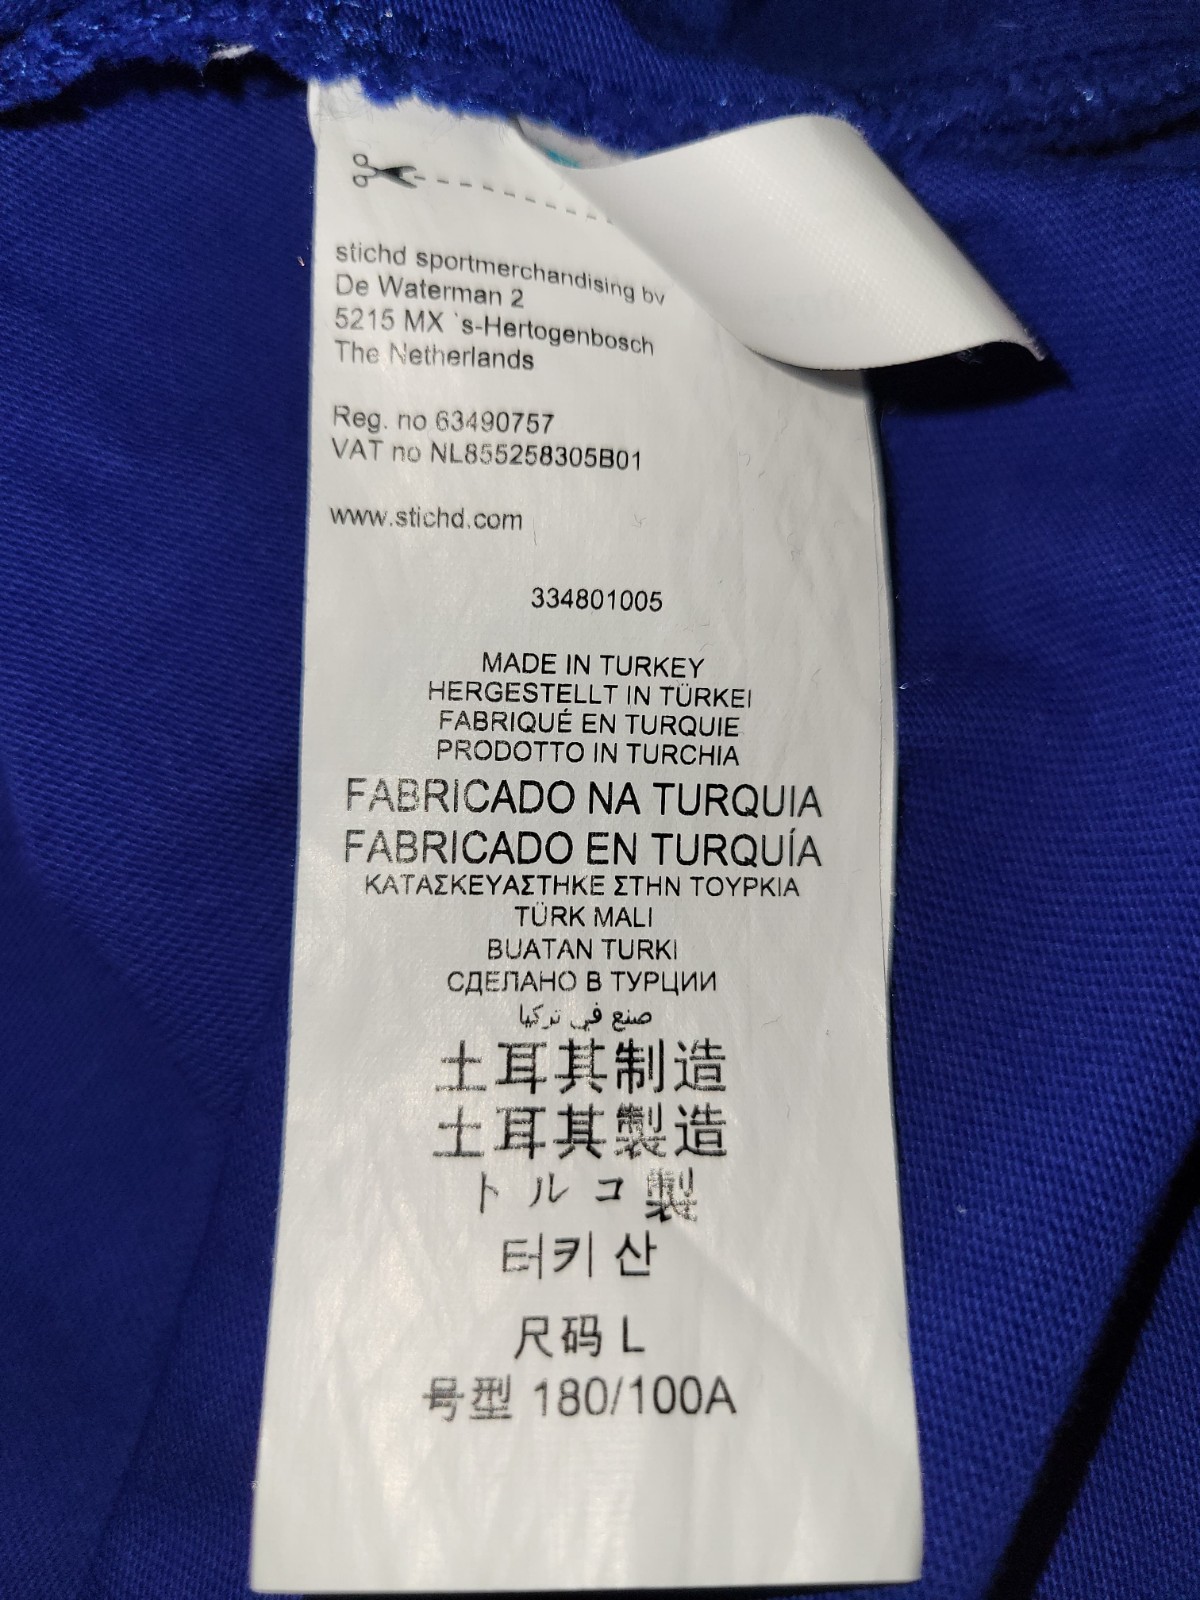 stichd sportmerchandising bv
De Waterman 2
5215 MX `s-Hertogenbosch
The Netherlands
Reg. no 63490757
VAT no NL855258305B01
www.stichd.com
334801005
MADE IN TURKEY
HERGESTELLT IN TÜRKEI
FABRIQUÉ EN TURQUIE
PRODOTTO IN TURCHIA
FABRICADO NA TURQUIA
FABRICADO EN TURQUÍA
ΚΑΤΑΣΚΕΥΑΣΤΗΚΕ ΣΤΗΝ ΤΟΥΡΚΙΑ
TÜRK MALI
BUATAN TURKI
СДЕЛАНО В ТУРЦИИ
صنع في تركيا
土耳其制造
土耳其製造
トルコ製
터키 산
尺码 L
号型 180/100A